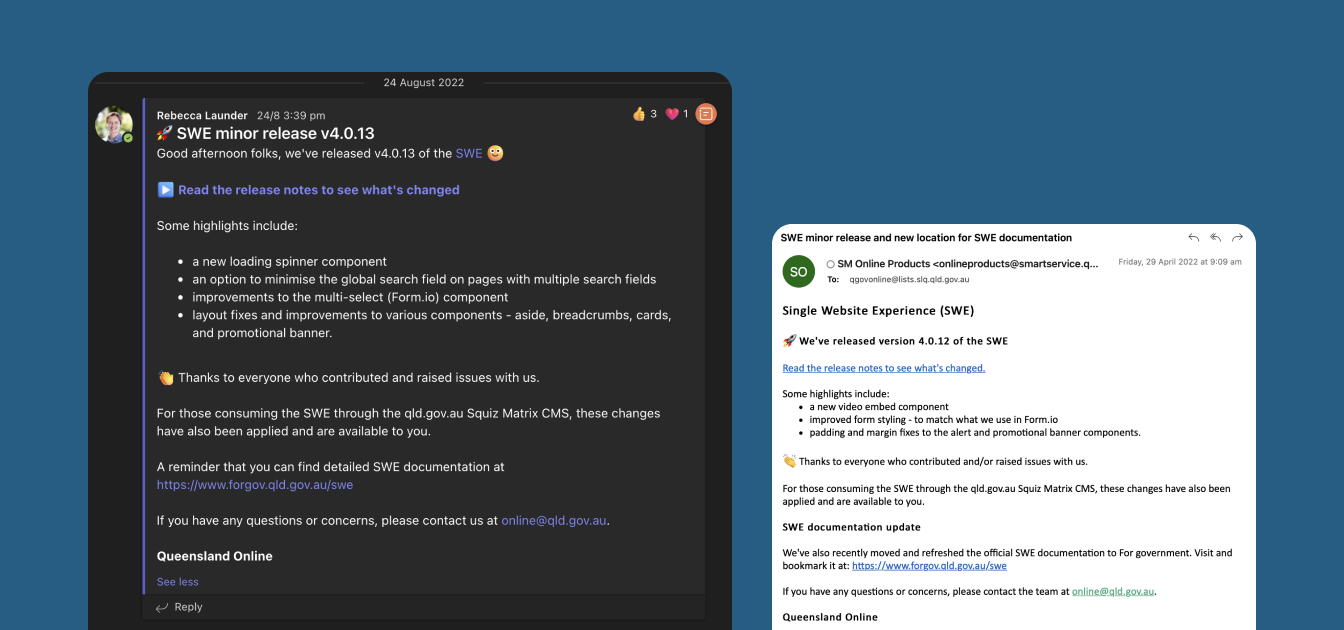 24 August 2022
Rebecca Launder 24/8 3:39 pm
👍 3 ❤️ 1
🚀 SWE minor release v4.0.13
Good afternoon folks, we've released v4.0.13 of the SWE 🙂
▶️ Read the release notes to see what's changed
Some highlights include:
• a new loading spinner component
• an option to minimise the global search field on pages with multiple search fields
• improvements to the multi-select (Form.io) component
• layout fixes and improvements to various components - aside, breadcrumbs, cards,
and promotional banner.
👏 Thanks to everyone who contributed and raised issues with us.
For those consuming the SWE through the qld.gov.au Squiz Matrix CMS, these changes
have also been applied and are available to you.
A reminder that you can find detailed SWE documentation at
https://www.forgov.qld.gov.au/swe
If you have any questions or concerns, please contact us at online@qld.gov.au.
Queensland Online
See less
Reply
SWE minor release and new location for SWE documentation
SO
SM Online Products <onlineproducts@smartservice.q...
Friday, 29 April 2022 at 9:09 am
To: qgovonline@lists.slq.qld.gov.au
Single Website Experience (SWE)
🚀 We've released version 4.0.12 of the SWE
Read the release notes to see what's changed.
Some highlights include:
• a new video embed component
• improved form styling - to match what we use in Form.io
• padding and margin fixes to the alert and promotional banner components.
👏 Thanks to everyone who contributed and/or raised issues with us.
For those consuming the SWE through the qld.gov.au Squiz Matrix CMS, these changes have also been
applied and are available to you.
SWE documentation update
We've also recently moved and refreshed the official SWE documentation to For government. Visit and
bookmark it at: https://www.forgov.qld.gov.au/swe
If you have any questions or concerns, please contact the team at online@qld.gov.au.
Queensland Online